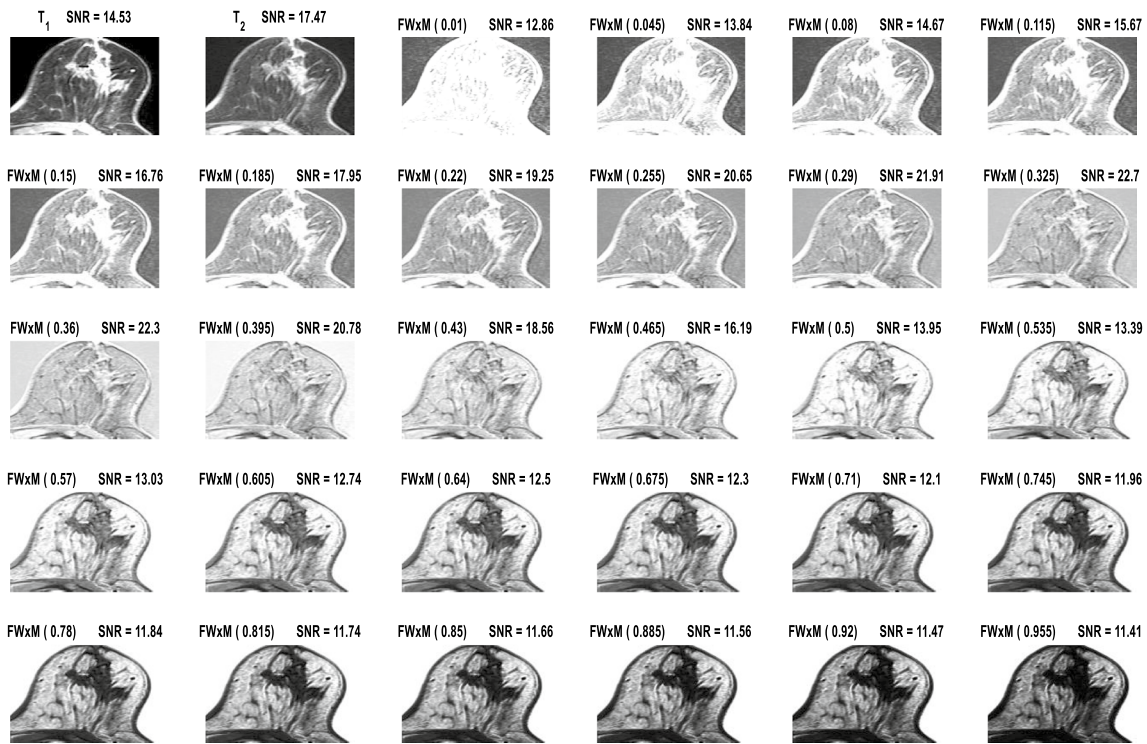 T1 SNR = 14.53 T2 SNR = 17.47 FWxM ( 0.01) SNR = 12.86 FWxM ( 0.045) SNR = 13.84 FWxM ( 0.08) SNR = 14.67 FWxM ( 0.115) SNR = 15.67
FWxM ( 0.15) SNR = 16.76 FWxM ( 0.185) SNR = 17.95 FWxM ( 0.22) SNR = 19.25 FWxM ( 0.255) SNR = 20.65 FWxM ( 0.29) SNR = 21.91 FWxM ( 0.325) SNR = 22.7
FWxM ( 0.36) SNR = 22.3 FWxM ( 0.395) SNR = 20.78 FWxM ( 0.43) SNR = 18.56 FWxM ( 0.465) SNR = 16.19 FWxM ( 0.5) SNR = 13.95 FWxM ( 0.535) SNR = 13.39
FWxM ( 0.57) SNR = 13.03 FWxM ( 0.605) SNR = 12.74 FWxM ( 0.64) SNR = 12.5 FWxM ( 0.675) SNR = 12.3 FWxM ( 0.71) SNR = 12.1 FWxM ( 0.745) SNR = 11.96
FWxM ( 0.78) SNR = 11.84 FWxM ( 0.815) SNR = 11.74 FWxM ( 0.85) SNR = 11.66 FWxM ( 0.885) SNR = 11.56 FWxM ( 0.92) SNR = 11.47 FWxM ( 0.955) SNR = 11.41